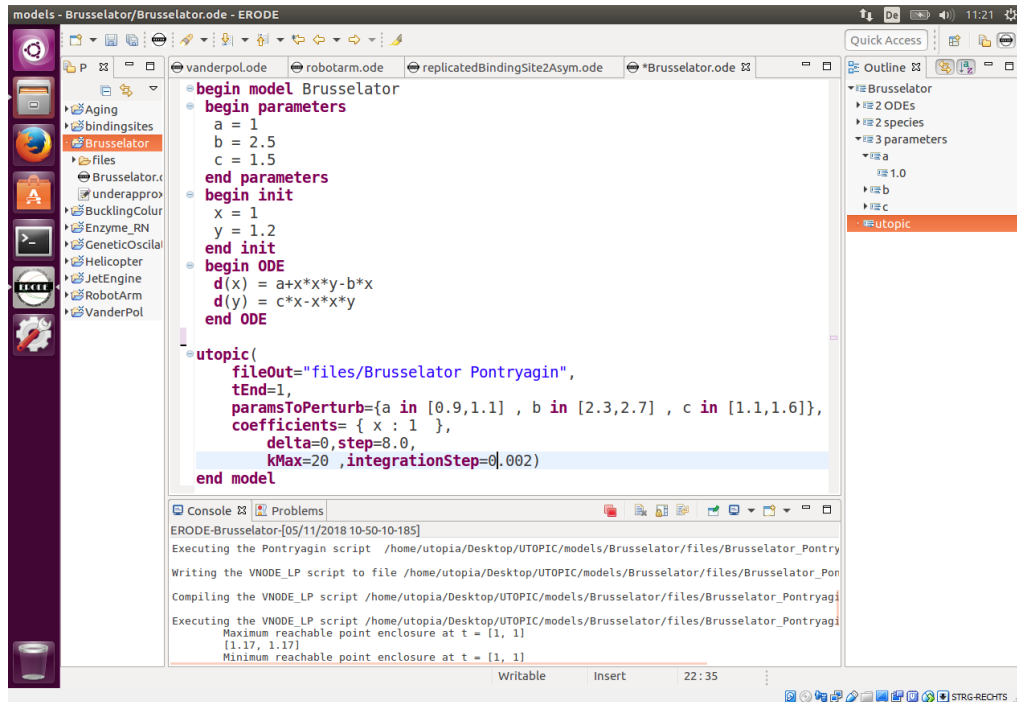 models - Brusselator/Brusselator.ode - ERODE
De
11:21
Quick Access
P
vanderpol.ode
robotarm.ode
replicatedBindingSite2Asym.ode
*Brusselator.ode
Outline
Aging
bindingsites
Brusselator
files
Brusselator.c
underapprox
BucklingColur
Enzyme_RN
GeneticOscilal
Helicopter
JetEngine
RobotArm
VanderPol
begin model Brusselator
begin parameters
a = 1
b = 2.5
c = 1.5
end parameters
begin init
x = 1
y = 1.2
end init
begin ODE
d(x) = a+x*x*y-b*x
d(y) = c*x-x*x*y
end ODE
utopic(
fileOut="files/Brusselator Pontryagin",
tEnd=1,
paramsToPerturb={a in [0.9,1.1] , b in [2.3,2.7] , c in [1.1,1.6]},
coefficients= { x : 1  },
delta=0,step=8.0,
kMax=20 ,integrationStep=0.002)
end model
Brusselator
2 ODEs
2 species
3 parameters
a
1.0
b
c
utopic
ERODE
Console
Problems
ERODE-Brusselator-[05/11/2018 10-50-10-185]
Executing the Pontryagin script  /home/utopia/Desktop/UTOPIC/models/Brusselator/files/Brusselator_Pontry
Writing the VNODE_LP script to file /home/utopia/Desktop/UTOPIC/models/Brusselator/files/Brusselator_Pon
Compiling the VNODE_LP script /home/utopia/Desktop/UTOPIC/models/Brusselator/files/Brusselator_Pontryagi
Executing the VNODE_LP script /home/utopia/Desktop/UTOPIC/models/Brusselator/files/Brusselator_Pontryagi
Maximum reachable point enclosure at t = [1, 1]
[1.17, 1.17]
Minimum reachable point enclosure at t = [1, 1]
Writable
Insert
22 : 35
STRG-RECHTS